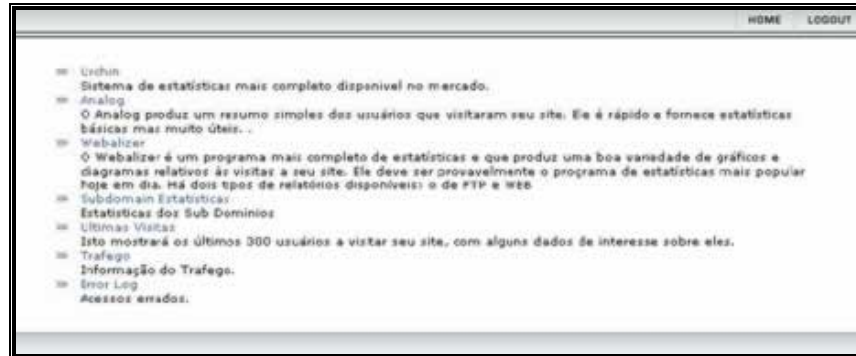 HOME LOGOUT
Urchin
Sistema de estatísticas mais completo disponivel no mercado.
Analog
O Analog produz um resumo simples dos usuários que visitaram seu site. Ele é rápido e fornece estatísticas
básicas mas muito úteis. .
Webalizer
O Webalizer é um programa mais completo de estatísticas e que produz uma boa variedade de gráficos e
diagramas relativos às visitas a seu site. Ele deve ser provavelmente o programa de estatísticas mais popular
hoje em dia. Há dois tipos de relatórios disponíveis: o de FTP e WEB
Subdomain Estatisticas
Estatisticas dos Sub Dominios
Ultimas Visitas
Isto mostrará os últimos 300 usuários a visitar seu site, com alguns dados de interesse sobre eles.
Trafego
Informação do Trafego.
Error Log
Acessos errados.